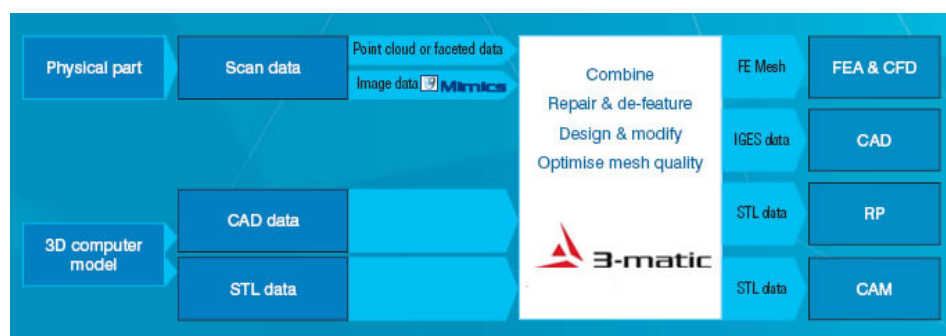 Physical part
Scan data
Point cloud or faceted data
Image data Mimics
Combine
Repair & de-feature
Design & modify
Optimise mesh quality
3-matic
FE Mesh
FEA & CFD
IGES data
CAD
3D computer
model
CAD data
STL data
STL data
RP
STL data
CAM